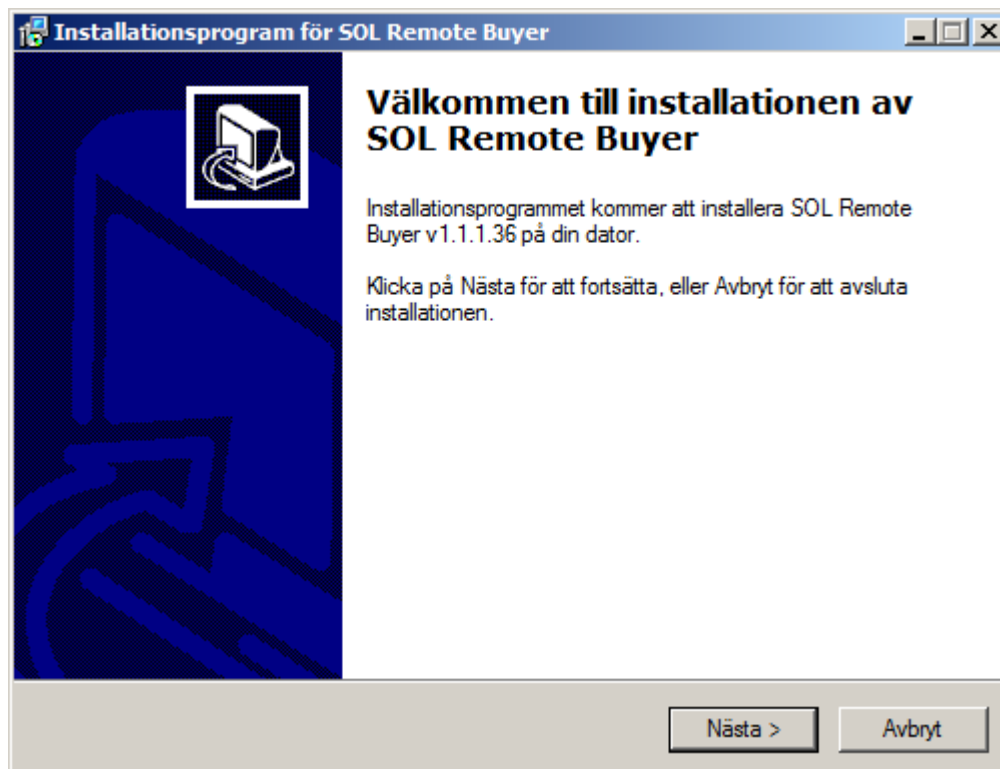 Installationsprogram för SOL Remote Buyer
Välkommen till installationen av
SOL Remote Buyer
Installationsprogrammet kommer att installera SOL Remote
Buyer v1.1.1.36 på din dator.
Klicka på Nästa för att fortsätta, eller Avbryt för att avsluta
installationen.
Nästa >
Avbryt